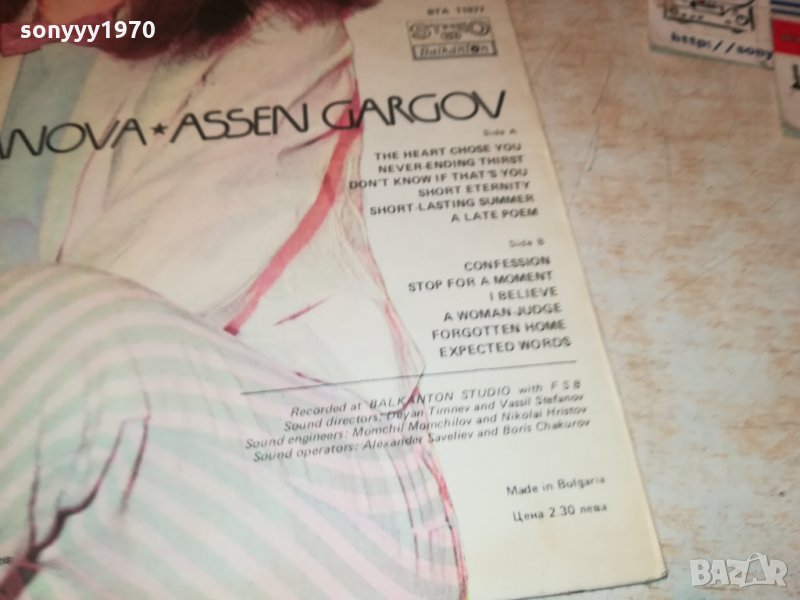 sonyyy1970
ВТА 11077
STEREO
Balkanton
http://sony
NOVA★ASSEN GARGOV
Side A
THE HEART CHOSE YOU
NEVER-ENDING THIRST
DON'T KNOW IF THAT'S YOU
SHORT ETERNITY
SHORT-LASTING SUMMER
A LATE POEM
Side B
CONFESSION
STOP FOR A MOMENT
I BELIEVE
A WOMAN JUDGE
FORGOTTEN HOME
EXPECTED WORDS
Recorded at BALKANTON STUDIO with F S B
Sound directors: Deyan Timnev and Vassil Stefanov
Sound engineers: Momchil Momchilov and Nikolai Hristov
Sound operators: Alexander Saveliev and Boris Chakurov
Made in Bulgaria
Цена 2.30 лева
BAZAR